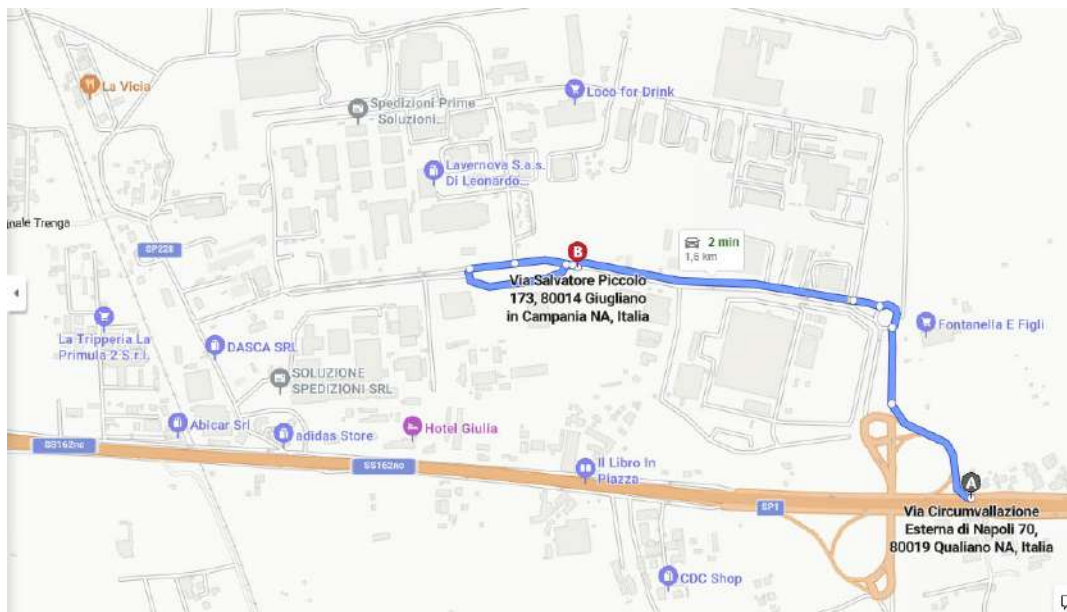 La Vicia
Spedizioni Prime
- Soluzioni...
Loco for Drink
Lavernova S.a.s.
Di Leonardo...
nale Trenga
SP228
B
2 min
1,6 km
Via Salvatore Piccolo
173, 80014 Giugliano
in Campania NA, Italia
La Tripperia La
Primula 2 S.r.l.
DASCA SRL
Fontanella E Figli
SOLUZIONE
SPEDIZIONI SRL
Abicar Srl
adidas Store
Hotel Giulia
SS162nc
SS162nc
Il Libro In
Piazza
A
SP1
Via Circumvallazione
Esterna di Napoli 70,
80019 Qualiano NA, Italia
CDC Shop